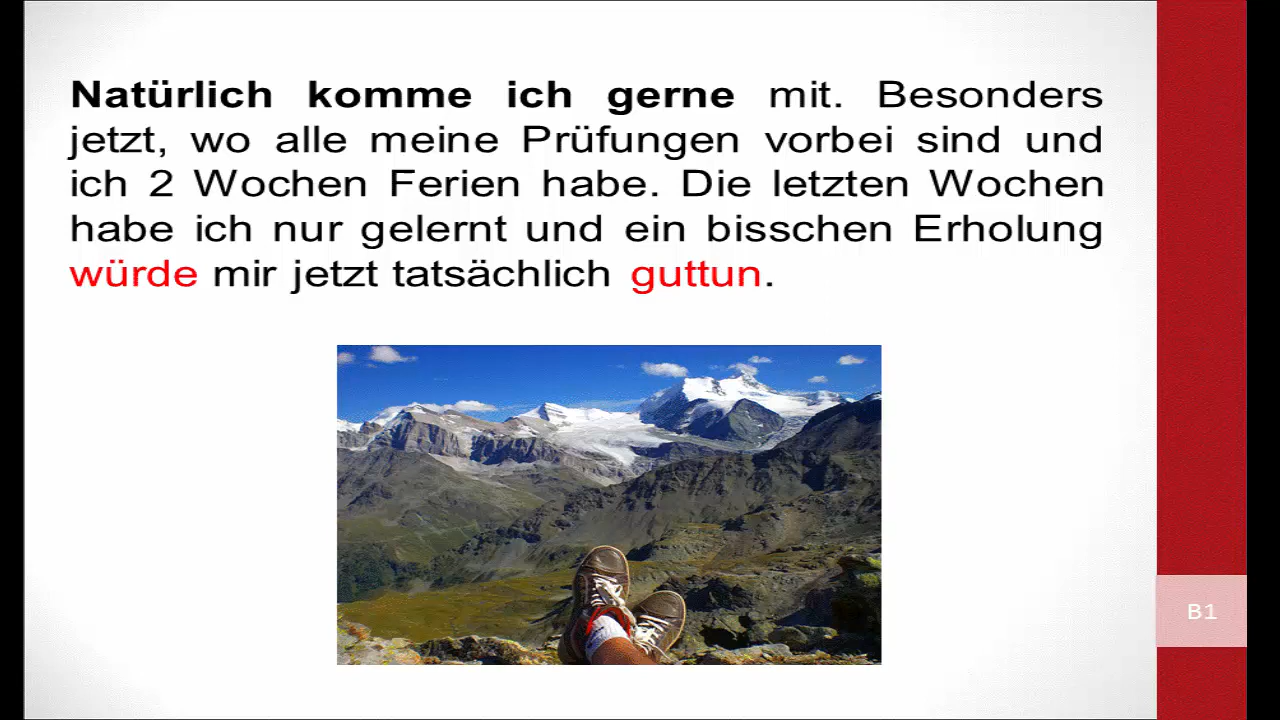 Natürlich komme ich gerne mit. Besonders
jetzt, wo alle meine Prüfungen vorbei sind und
ich 2 Wochen Ferien habe. Die letzten Wochen
habe ich nur gelernt und ein bisschen Erholung
würde mir jetzt tatsächlich guttun.
B1